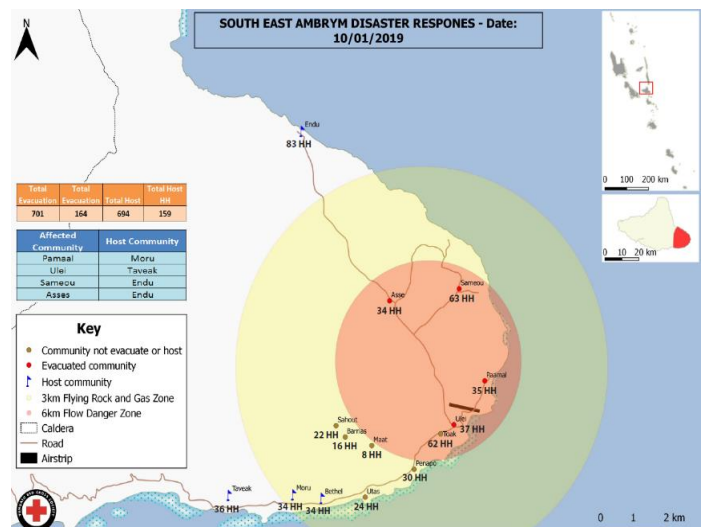 SOUTH EAST AMBRYM DISASTER RESPONES - Date:
10/01/2019
N
Endu
83 HH
0 100 200 km
0 10 20 km
Total Evacuation Total Evacuation Total Host Total Host HH
701 164 694 159
Affected Community Host Community
Pamaal Moru
Ulei Taveak
Sameou Endu
Asses Endu
Sameou
63 HH
Asse
34 HH
Key
Community not evacuate or host
Evacuated community
Host community
3km Flying Rock and Gas Zone
6km Flow Danger Zone
Caldera
Road
Airstrip
Paamal
35 HH
Ulei
37 HH
Toak
62 HH
Sahout
22 HH
Barrias
16 HH
Maat
8 HH
Penapo
30 HH
Taveak
36 HH
Moru
34 HH
Bethel
34 HH
Ulas
24 HH
0 1 2 km